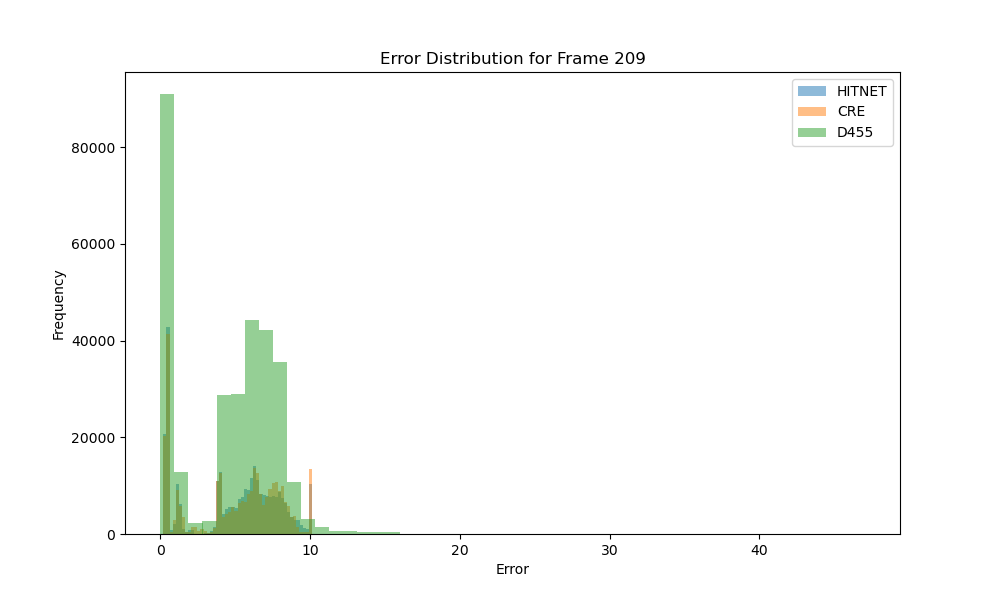 Error Distribution for Frame 209
HITNET
CRE
D455
80000
60000
40000
20000
0
Frequency
0 10 20 30 40
Error